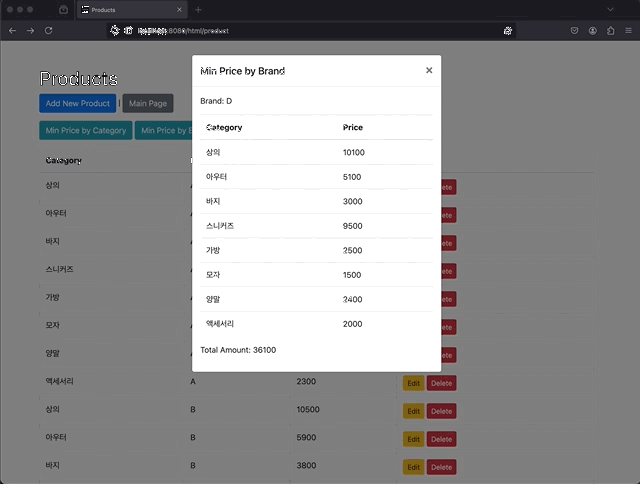 Products
:8080/html/product
Products
Add New Product | Main Page
Min Price by Category Min Price by
Min Price by Brand ×
Brand: D
Category Price
상의 10100
아우터 5100
바지 3000
스니커즈 9500
가방 2500
모자 1500
양말 2400
액세서리 2000
Total Amount: 36100
Category
상의
아우터
바지
스니커즈
가방
모자
양말
액세서리 A 2300 Edit Delete
상의 B 10500 Edit Delete
아우터 B 5900 Edit Delete
바지 B 3800 Edit Delete